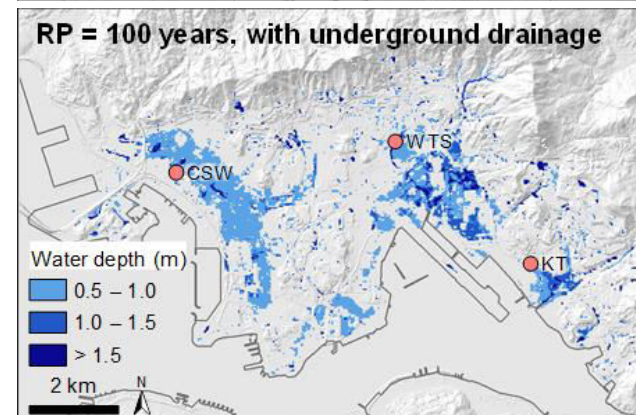 RP = 100 years, with underground drainage
WTS
CSW
KT
Water depth (m)
0.5 – 1.0
1.0 – 1.5
> 1.5
2 km
N